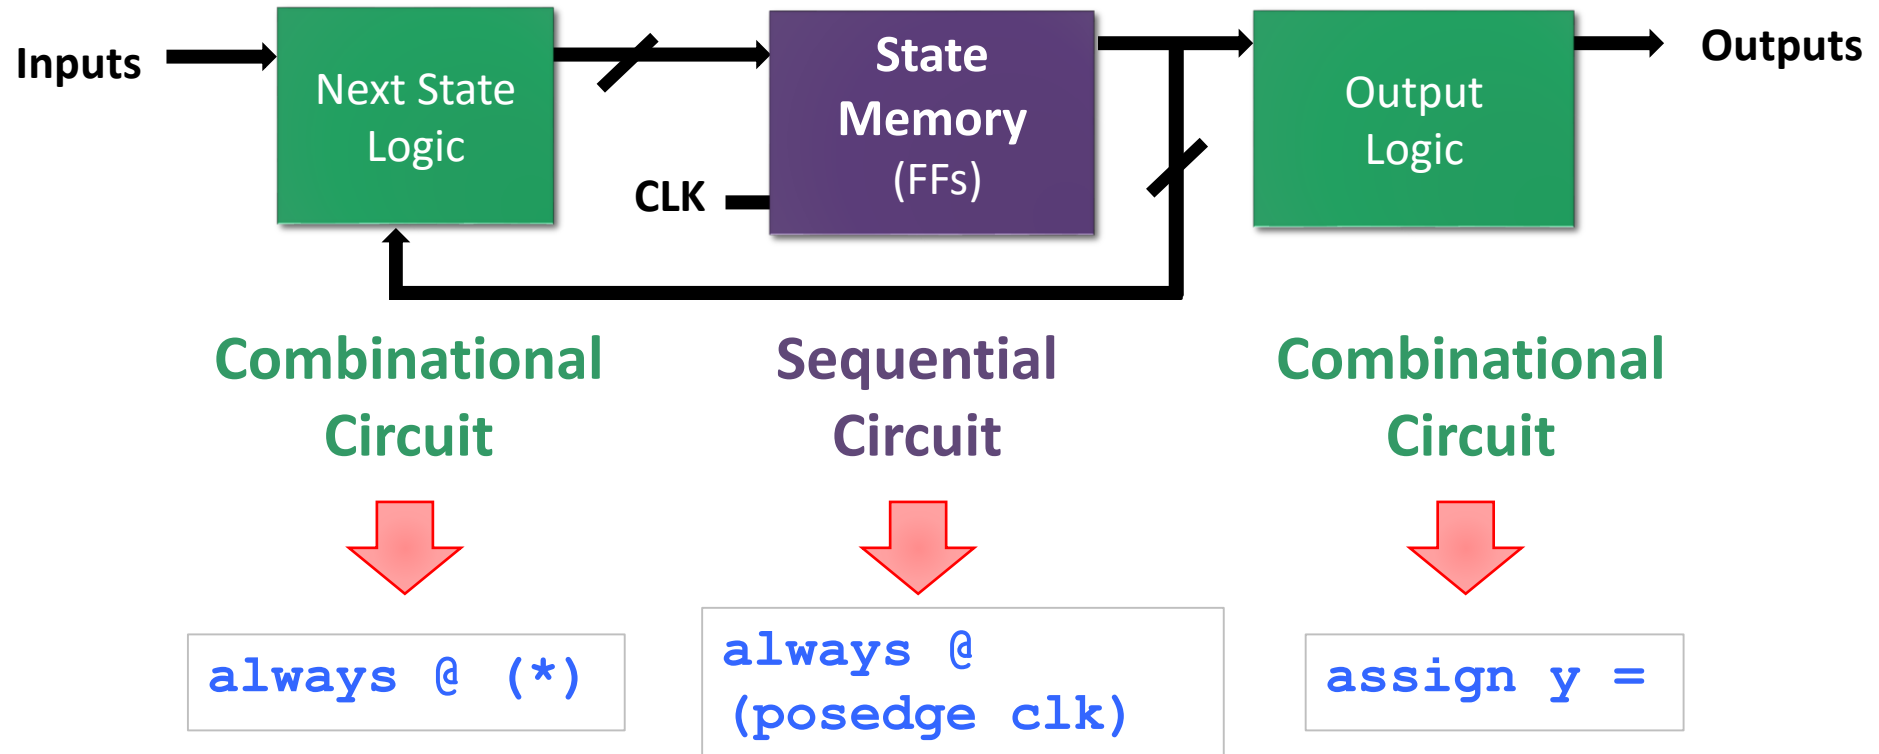 Inputs
Next State
Logic
CLK
State
Memory
(FFs)
Output
Logic
Outputs
Combinational
Circuit
Sequential
Circuit
Combinational
Circuit
always @ (*)
always @
(posedge clk)
assign y =